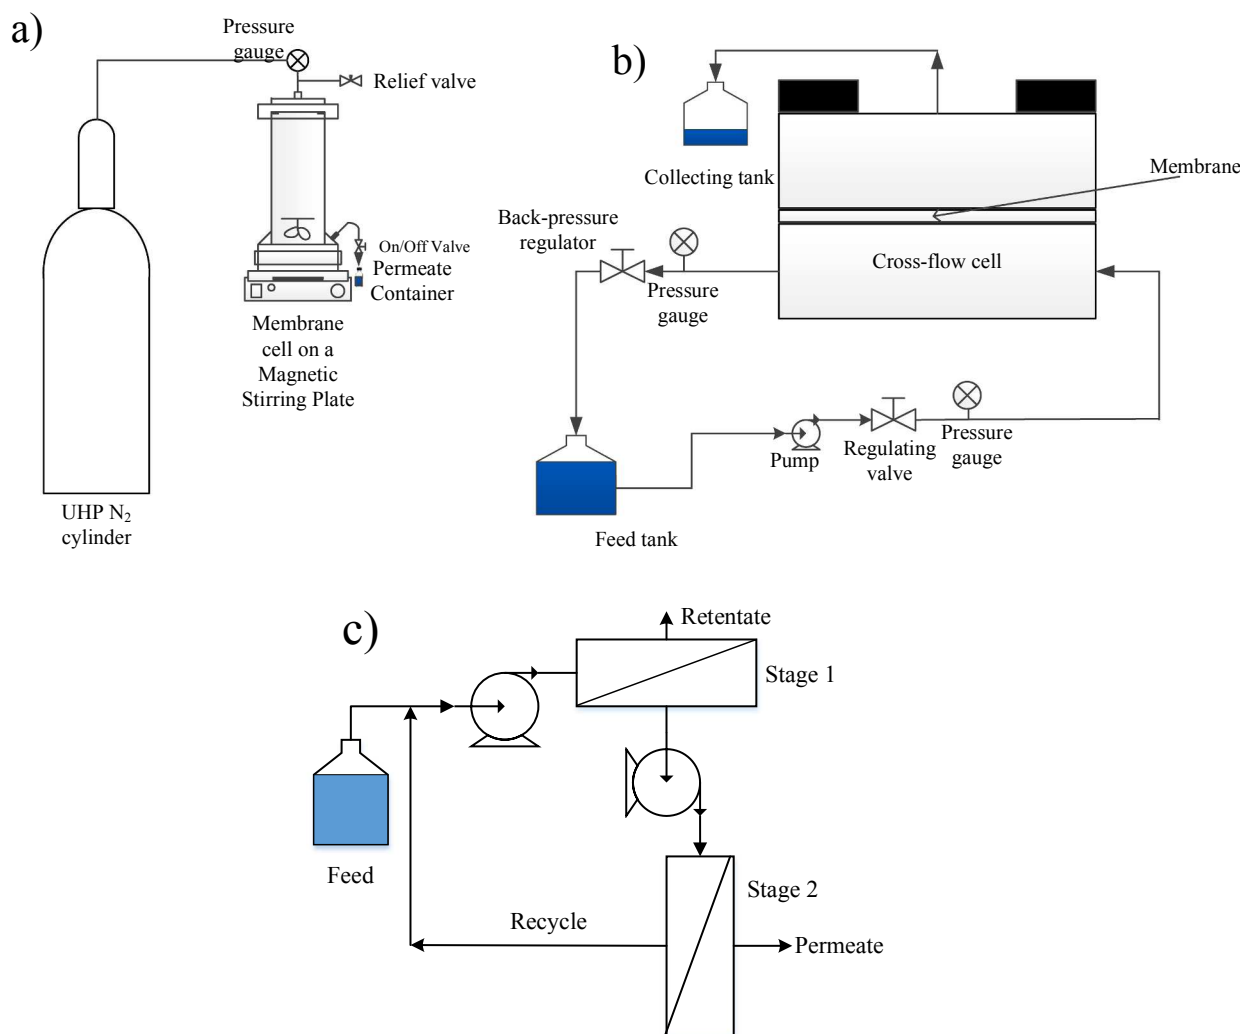 a)
Pressure
gauge
Relief valve
On/Off Valve
Permeate
Container
Membrane
cell on a
Magnetic
Stirring Plate
UHP N₂
cylinder
b)
Collecting tank
Membrane
Back-pressure
regulator
Cross-flow cell
Pressure
gauge
Pump
Regulating
valve
Pressure
gauge
Feed tank
c)
Retentate
Stage 1
Feed
Stage 2
Recycle
Permeate